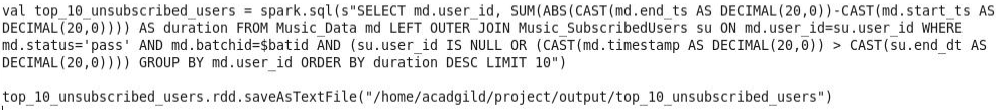 val top_10_unsubscribed_users = spark.sql(s"SELECT md.user_id, SUM(ABS(CAST(md.end_ts AS DECIMAL(20,0))-CAST(md.start_ts AS
DECIMAL(20,0)))) AS duration FROM Music_Data md LEFT OUTER JOIN Music_SubscribedUsers su ON md.user_id=su.user_id WHERE
md.status='pass' AND md.batchid=$batid AND (su.user_id IS NULL OR (CAST(md.timestamp AS DECIMAL(20,0)) > CAST(su.end_dt AS
DECIMAL(20,0)))) GROUP BY md.user_id ORDER BY duration DESC LIMIT 10")
top_10_unsubscribed_users.rdd.saveAsTextFile("/home/acadgild/project/output/top_10_unsubscribed_users")